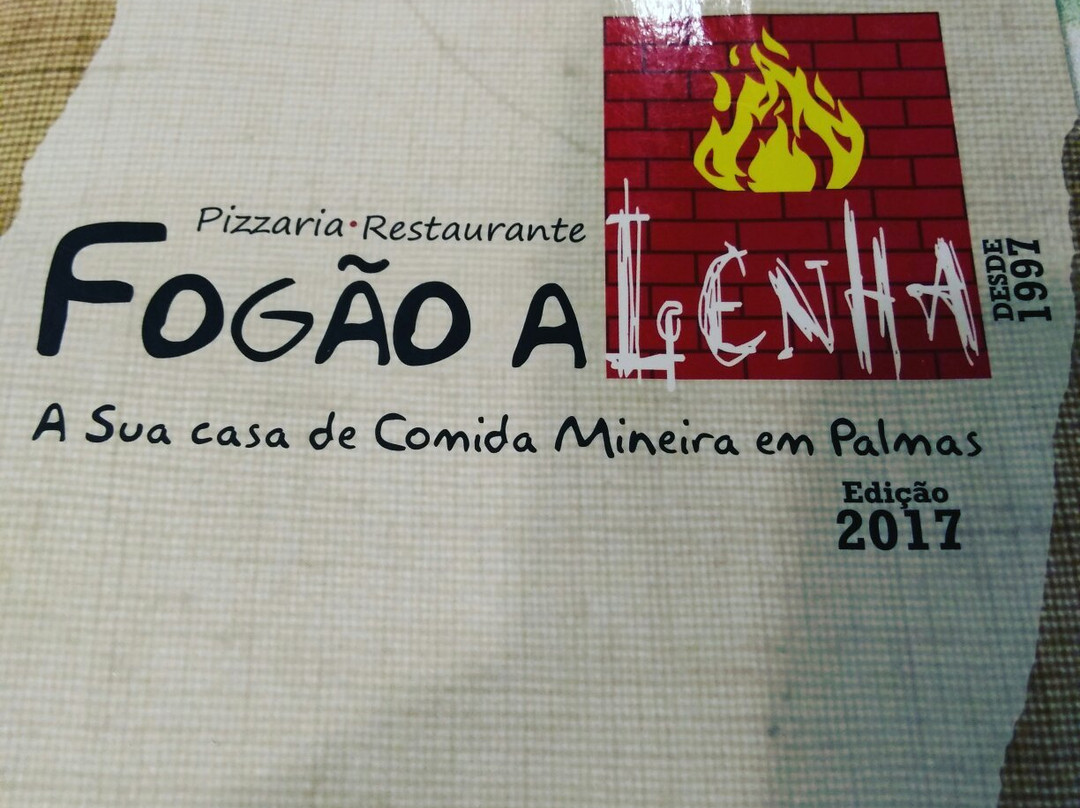 Pizzaria•Restaurante
FOGÃO A LENHA
DESDE
1997
A Sua casa de Comida Mineira em Palmas
Edição
2017